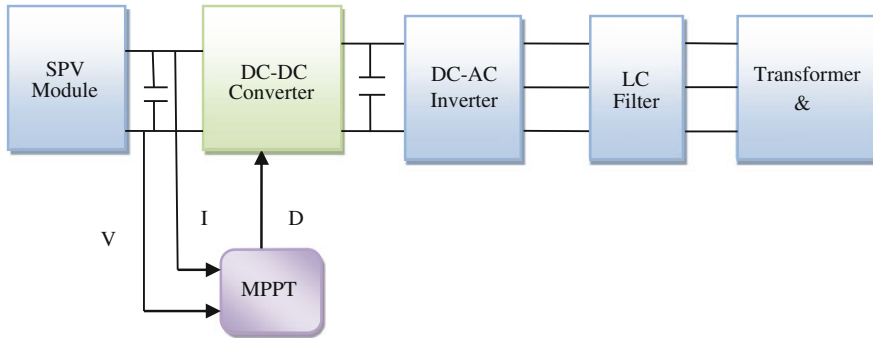 SPV
Module
DC-DC
Converter
DC-AC
Inverter
LC
Filter
Transformer
&
V
I
D
MPPT